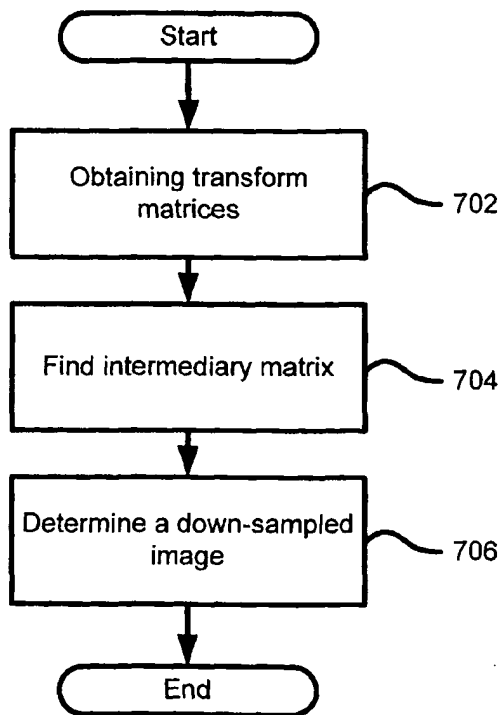 Start
Obtaining transform
matrices
702
Find intermediary matrix
704
Determine a down-sampled
image
706
End